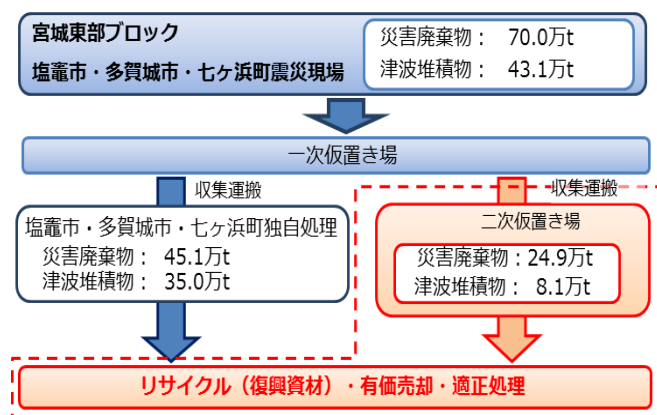 宮城東部ブロック
塩竈市・多賀城市・七ヶ浜町震災現場
災害廃棄物： 70.0万t
津波堆積物： 43.1万t
一次仮置き場
収集運搬
収集運搬
塩竈市・多賀城市・七ヶ浜町独自処理
災害廃棄物： 45.1万t
津波堆積物： 35.0万t
二次仮置き場
災害廃棄物：24.9万t
津波堆積物： 8.1万t
リサイクル（復興資材）・有価売却・適正処理